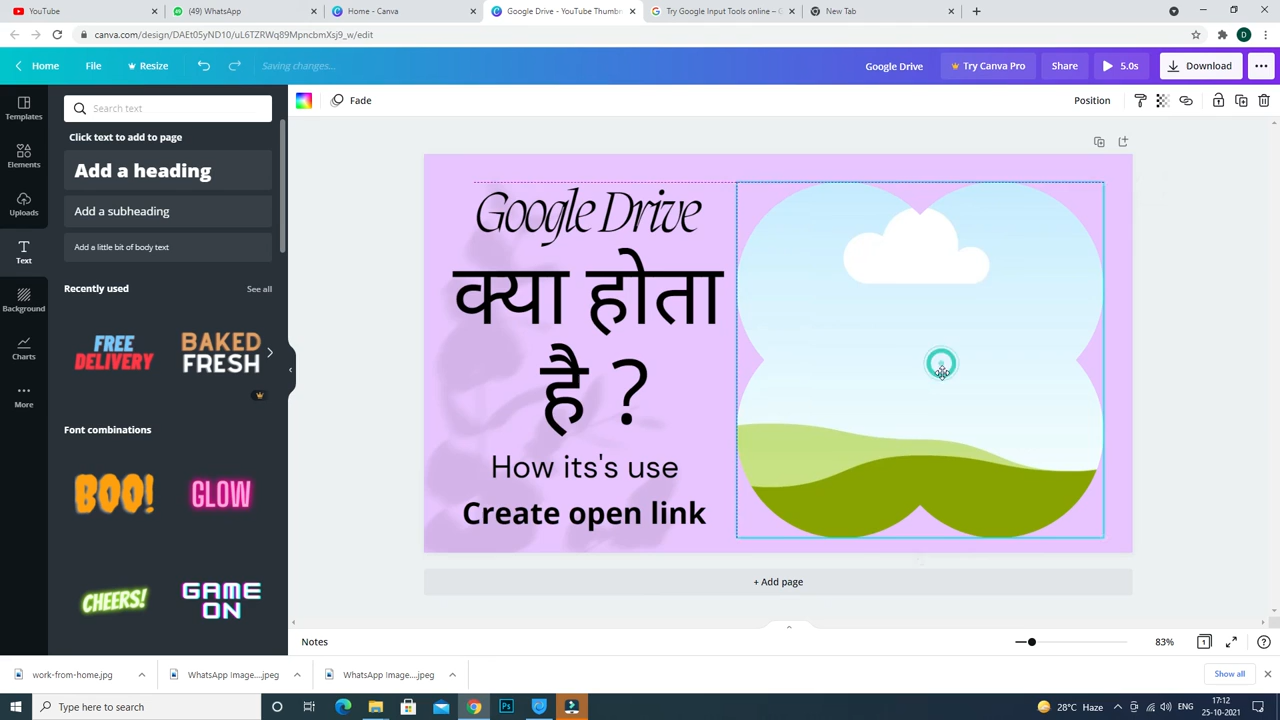 YouTube
(49) WhatsApp
Home - Canva
Google Drive - YouTube Thumbn
Try Google Input Tools online – G
New Tab
canva.com/design/DAEt05yND10/uL6TZRWq89MpncbmXsj9_w/edit
D
Home
File
Resize
Saving changes...
Google Drive
Try Canva Pro
Share
5.0s
Download
Templates
Elements
Uploads
Text
Background
Charts
More
Search text
Click text to add to page
Add a heading
Add a subheading
Add a little bit of body text
Recently used
See all
FREE
DELIVERY
BAKED
FRESH
Font combinations
BOO!
GLOW
CHEERS!
GAME
ON
Fade
Position
Google Drive
क्या होता
है ?
How its's use
Create open link
+ Add page
Notes
83%
1
work-from-home.jpg
WhatsApp Image....jpeg
WhatsApp Image....jpeg
Show all
Type here to search
Ps
28°C Haze
ENG
17:12
25-10-2021